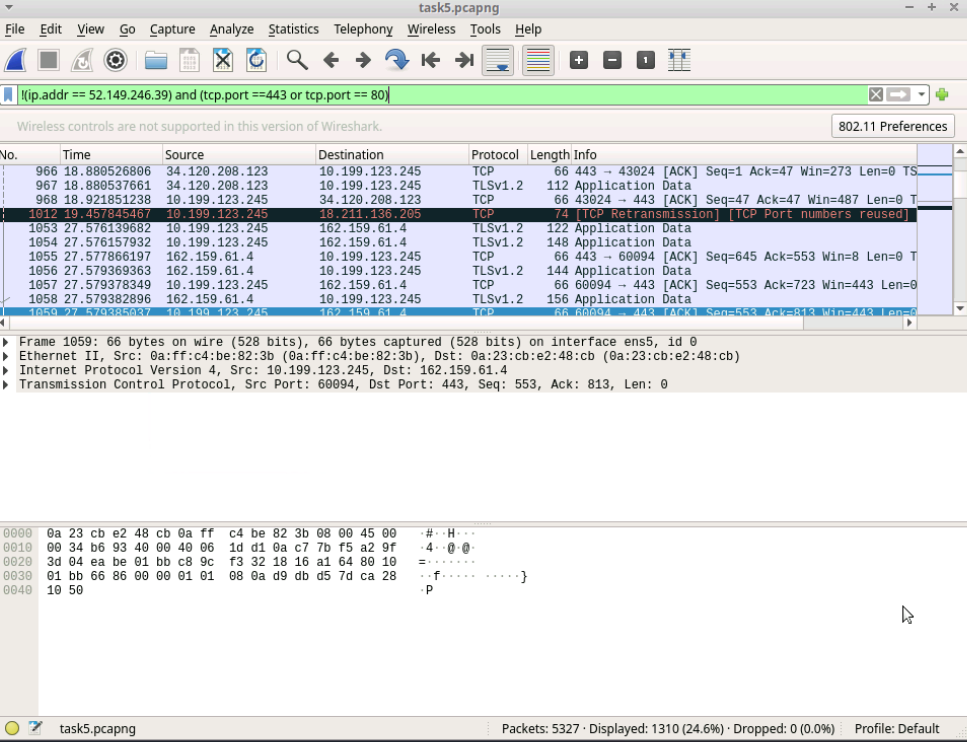 task5.pcapng
File Edit View Go Capture Analyze Statistics Telephony Wireless Tools Help
!(ip.addr == 52.149.246.39) and (tcp.port ==443 or tcp.port == 80)
Wireless controls are not supported in this version of Wireshark. 802.11 Preferences
No. Time Source Destination Protocol Length Info
966 18.880526806 34.120.208.123 10.199.123.245 TCP 66 443 → 43024 [ACK] Seq=1 Ack=47 Win=273 Len=0 TS
967 18.880537661 34.120.208.123 10.199.123.245 TLSv1.2 112 Application Data
968 18.921851238 10.199.123.245 34.120.208.123 TCP 66 43024 → 443 [ACK] Seq=47 Ack=47 Win=487 Len=0 T
1012 19.457845467 10.199.123.245 18.211.136.205 TCP 74 [TCP Retransmission] [TCP Port numbers reused]
1053 27.576139682 10.199.123.245 162.159.61.4 TLSv1.2 122 Application Data
1054 27.576157932 10.199.123.245 162.159.61.4 TLSv1.2 148 Application Data
1055 27.577866197 162.159.61.4 10.199.123.245 TCP 66 443 → 60094 [ACK] Seq=645 Ack=553 Win=8 Len=0 T
1056 27.579369363 162.159.61.4 10.199.123.245 TLSv1.2 144 Application Data
1057 27.579378349 10.199.123.245 162.159.61.4 TCP 66 60094 → 443 [ACK] Seq=553 Ack=723 Win=443 Len=0
1058 27.579382896 162.159.61.4 10.199.123.245 TLSv1.2 156 Application Data
1059 27.579385037 10.199.123.245 162.159.61.4 TCP 66 60094 → 443 [ACK] Seq=553 Ack=813 Win=443 Len=0
Frame 1059: 66 bytes on wire (528 bits), 66 bytes captured (528 bits) on interface ens5, id 0
Ethernet II, Src: 0a:ff:c4:be:82:3b (0a:ff:c4:be:82:3b), Dst: 0a:23:cb:e2:48:cb (0a:23:cb:e2:48:cb)
Internet Protocol Version 4, Src: 10.199.123.245, Dst: 162.159.61.4
Transmission Control Protocol, Src Port: 60094, Dst Port: 443, Seq: 553, Ack: 813, Len: 0
0000 0a 23 cb e2 48 cb 0a ff c4 be 82 3b 08 00 45 00 ·#··H···
0010 00 34 b6 93 40 00 40 06 1d d1 0a c7 7b f5 a2 9f ·4··@·@·
0020 3d 04 ea be 01 bb c8 9c f3 32 18 16 a1 64 80 10 =·······
0030 01 bb 66 86 00 00 01 01 08 0a d9 db d5 7d ca 28 ··f····· ·····}
0040 10 50 ·P
task5.pcapng Packets: 5327 · Displayed: 1310 (24.6%) · Dropped: 0 (0.0%) Profile: Default